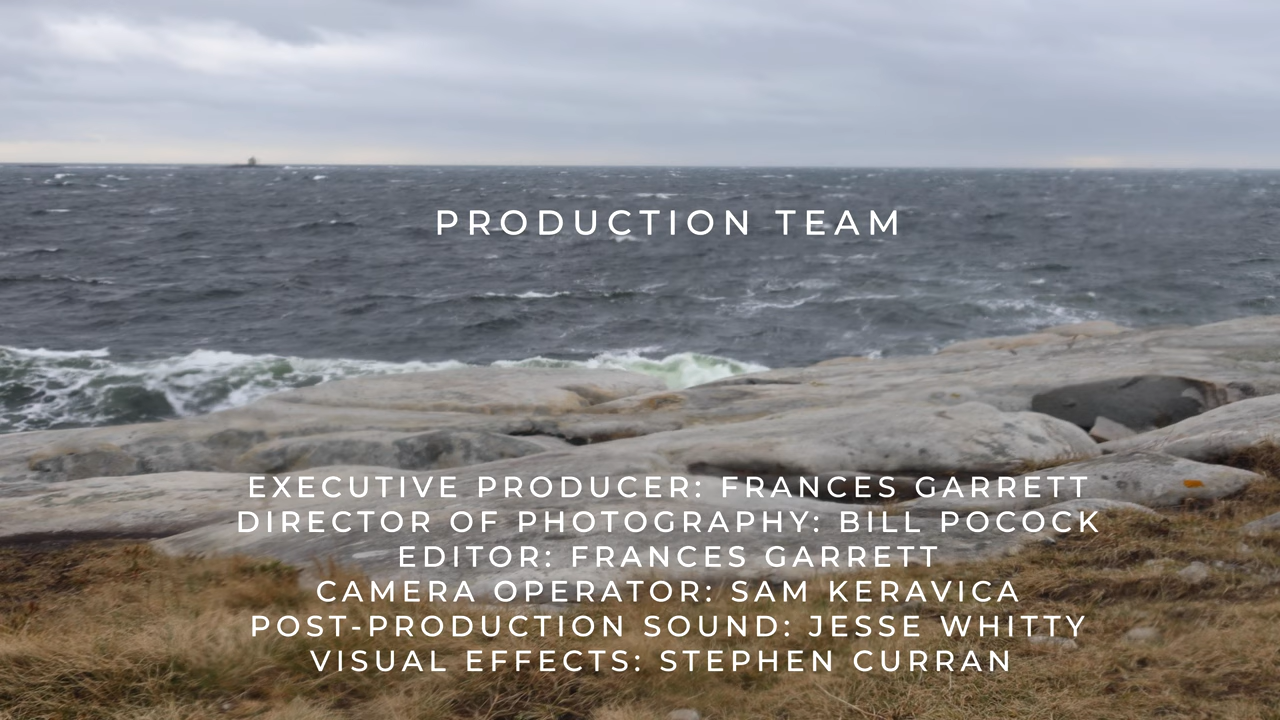 PRODUCTION TEAM
EXECUTIVE PRODUCER: FRANCES GARRETT
DIRECTOR OF PHOTOGRAPHY: BILL POCOCK
EDITOR: FRANCES GARRETT
CAMERA OPERATOR: SAM KERAVICA
POST-PRODUCTION SOUND: JESSE WHITTY
VISUAL EFFECTS: STEPHEN CURRAN